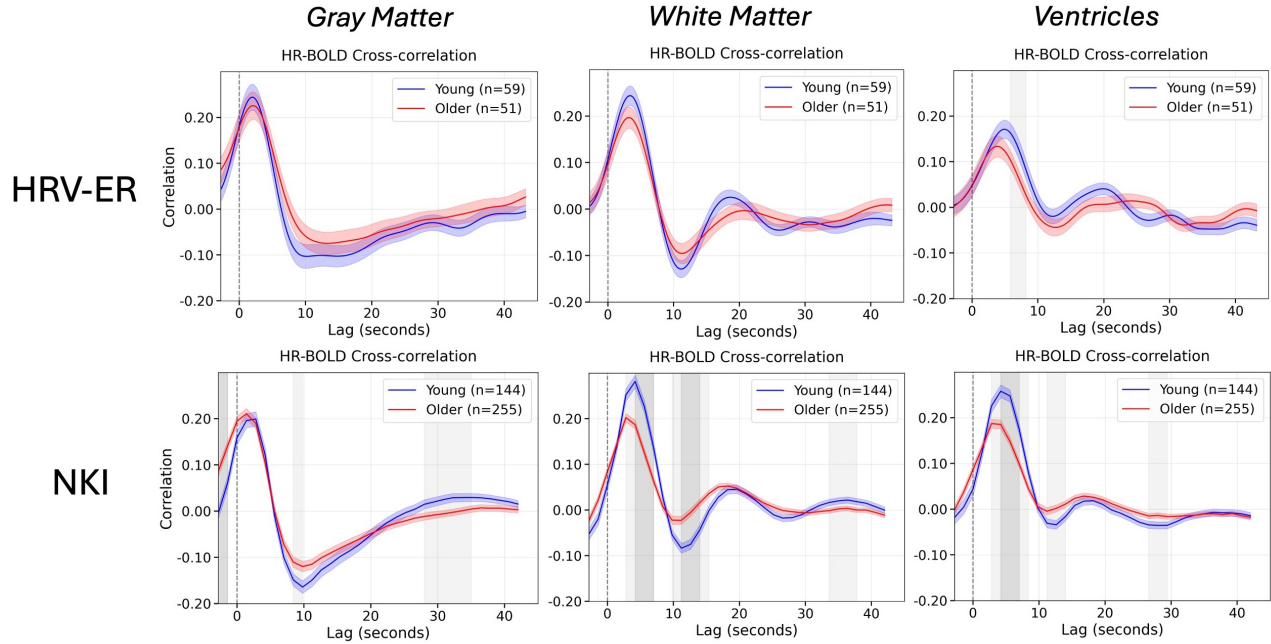 Gray Matter
White Matter
Ventricles
HRV-ER
HR-BOLD Cross-correlation
Young (n=59)
Older (n=51)
Correlation
0.20
0.10
0.00
-0.10
-0.20
0
10
20
30
40
Lag (seconds)
HR-BOLD Cross-correlation
Young (n=59)
Older (n=51)
0.20
0.10
0.00
-0.10
-0.20
0
10
20
30
40
Lag (seconds)
HR-BOLD Cross-correlation
Young (n=59)
Older (n=51)
0.20
0.10
0.00
-0.10
-0.20
0
10
20
30
40
Lag (seconds)
NKI
HR-BOLD Cross-correlation
Young (n=144)
Older (n=255)
Correlation
0.20
0.10
0.00
-0.10
-0.20
0
10
20
30
40
Lag (seconds)
HR-BOLD Cross-correlation
Young (n=144)
Older (n=255)
0.20
0.10
0.00
-0.10
-0.20
0
10
20
30
40
Lag (seconds)
HR-BOLD Cross-correlation
Young (n=144)
Older (n=255)
0.20
0.10
0.00
-0.10
-0.20
0
10
20
30
40
Lag (seconds)